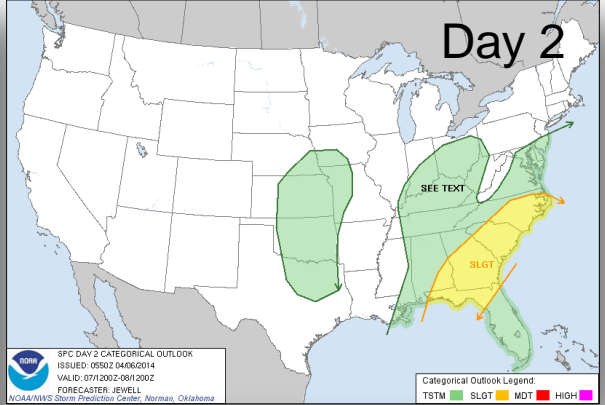 Day 2
SEE TEXT
SLGT
NOAA
SPC DAY 2 CATEGORICAL OUTLOOK
ISSUED: 0550Z 04/06/2014
VALID: 07/1200Z-08/1200Z
FORECASTER: JEWELL
NOAA/NWS Storm Prediction Center, Norman, Oklahoma
Categorical Outlook Legend:
TSTM SLGT MDT HIGH